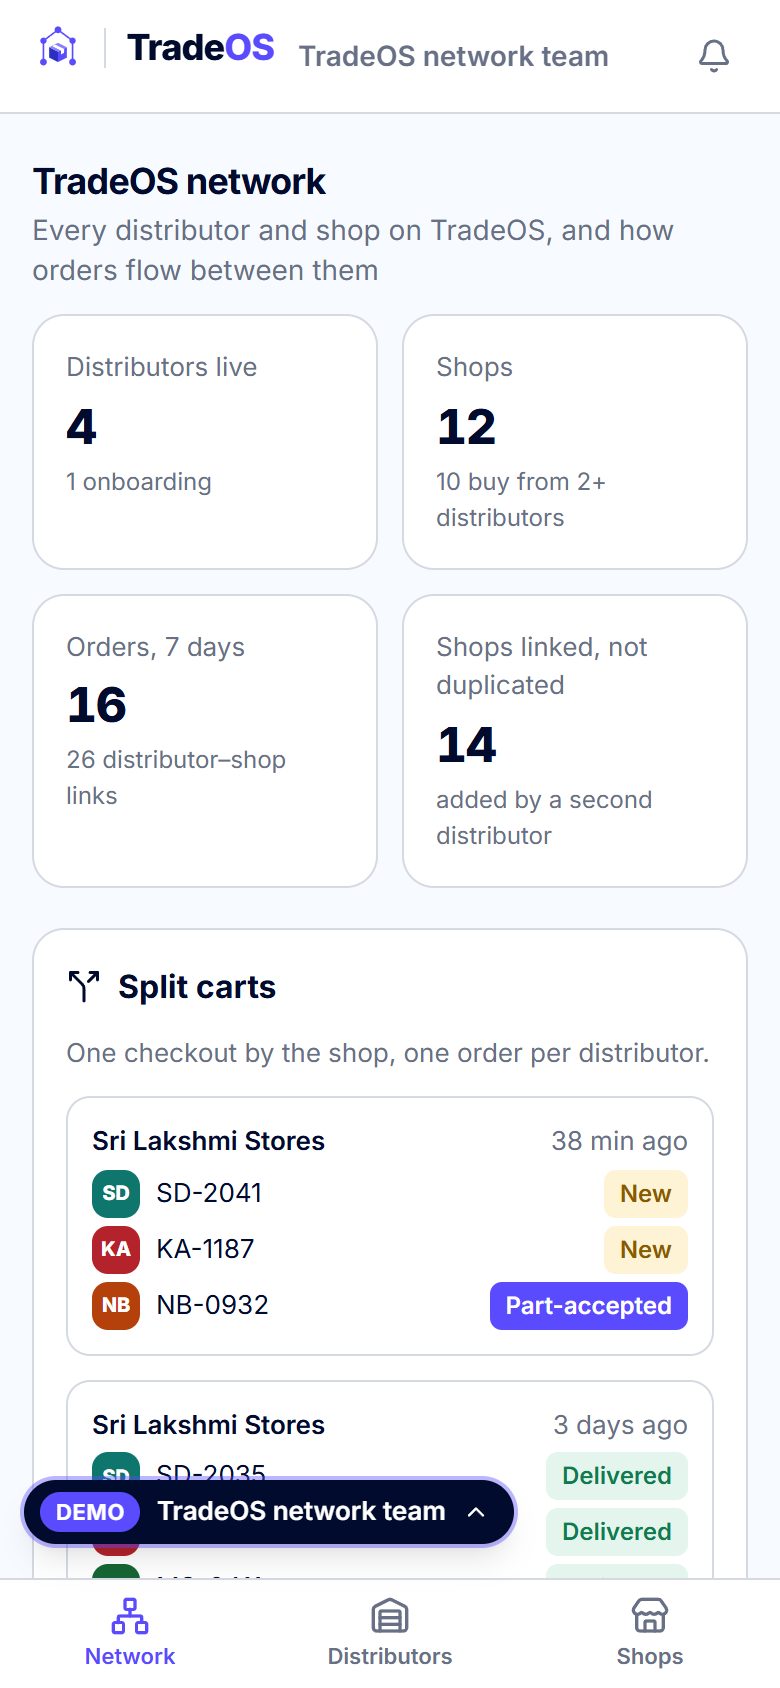 TradeOS TradeOS network team
TradeOS network
Every distributor and shop on TradeOS, and how
orders flow between them
Distributors live
4
1 onboarding
Shops
12
10 buy from 2+
distributors
Orders, 7 days
16
26 distributor–shop
links
Shops linked, not
duplicated
14
added by a second
distributor
Split carts
One checkout by the shop, one order per distributor.
Sri Lakshmi Stores 38 min ago
SD SD-2041 New
KA KA-1187 New
NB NB-0932 Part-accepted
Sri Lakshmi Stores 3 days ago
SD SD-2035 Delivered
Delivered
DEMO TradeOS network team
Network Distributors Shops